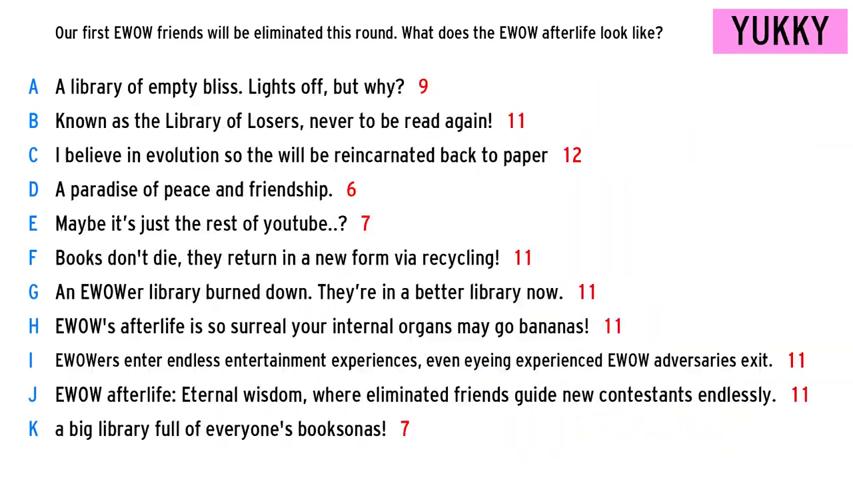 Our first EWOW friends will be eliminated this round. What does the EWOW afterlife look like?
YUKKY
A A library of empty bliss. Lights off, but why? 9
B Known as the Library of Losers, never to be read again! 11
C I believe in evolution so the will be reincarnated back to paper 12
D A paradise of peace and friendship. 6
E Maybe it's just the rest of youtube..? 7
F Books don't die, they return in a new form via recycling! 11
G An EWOWer library burned down. They're in a better library now. 11
H EWOW's afterlife is so surreal your internal organs may go bananas! 11
I EWOWers enter endless entertainment experiences, even eyeing experienced EWOW adversaries exit. 11
J EWOW afterlife: Eternal wisdom, where eliminated friends guide new contestants endlessly. 11
K a big library full of everyone's booksonas! 7